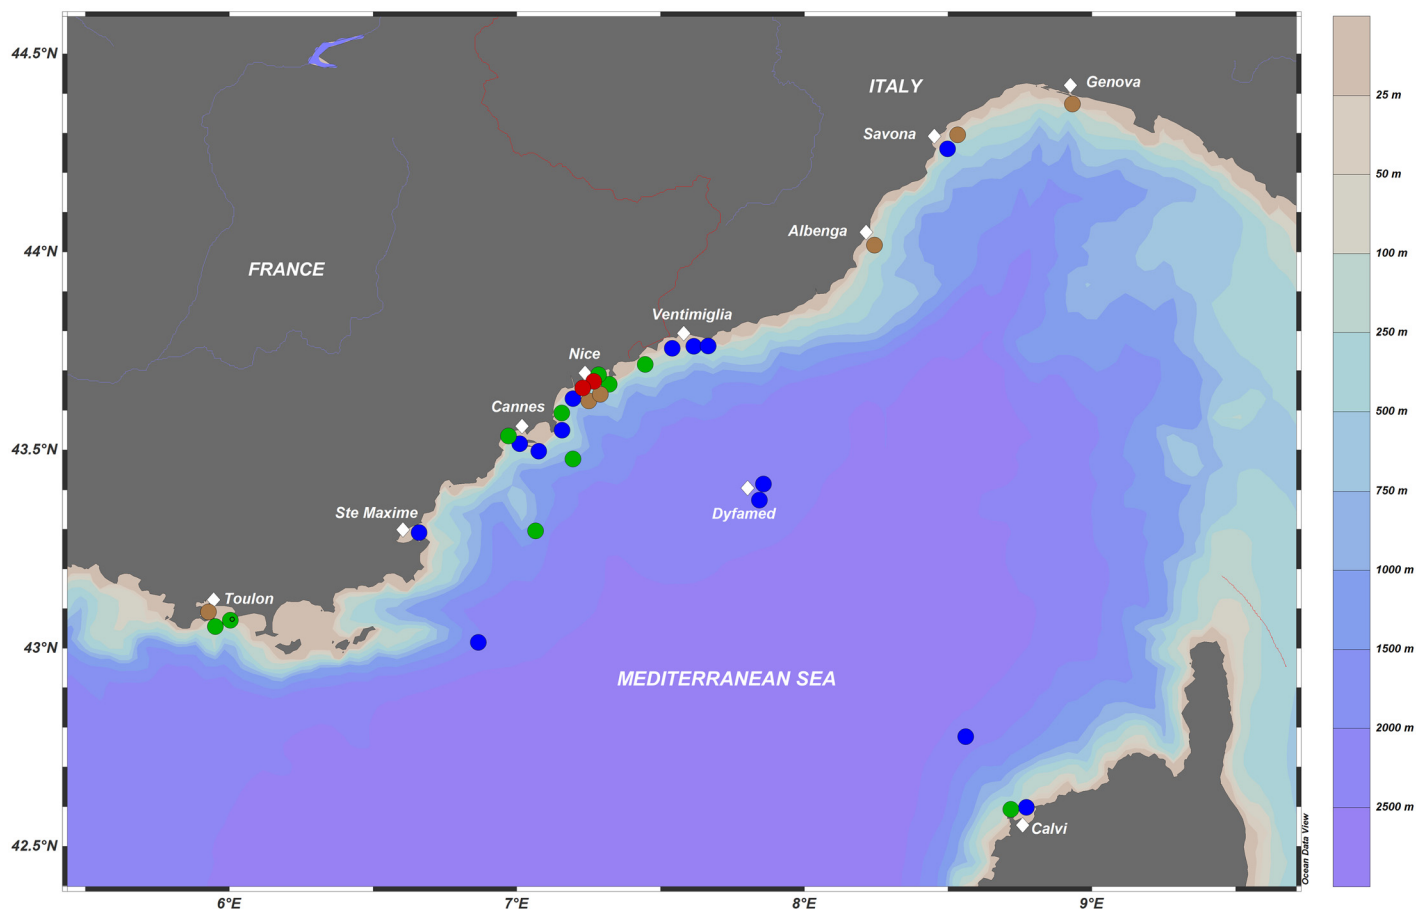 44.5°N
44°N
43.5°N
43°N
42.5°N
6°E
7°E
8°E
9°E
ITALY
Genova
Savona
Albenga
FRANCE
Ventimiglia
Nice
Cannes
Ste Maxime
Dyfamed
Toulon
MEDITERRANEAN SEA
Calvi
Ocean Data View
25 m
50 m
100 m
250 m
500 m
750 m
1000 m
1500 m
2000 m
2500 m